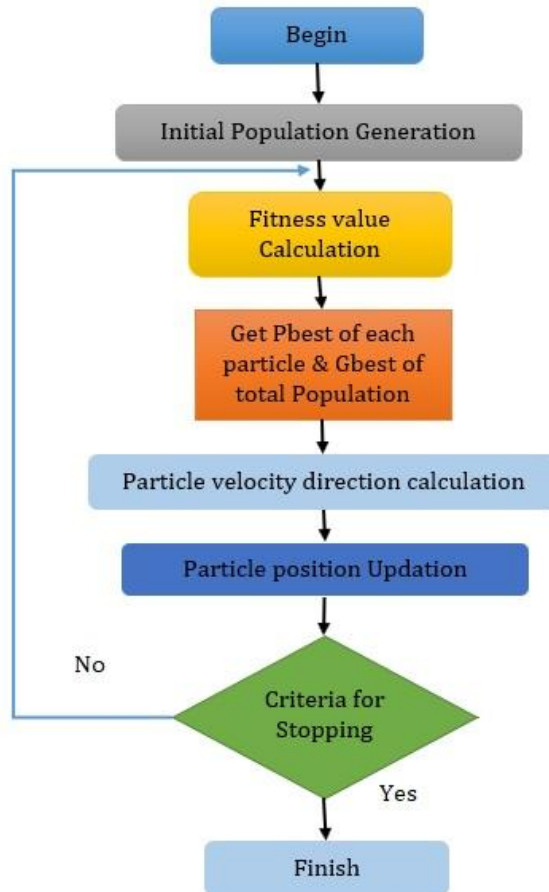 Begin
Initial Population Generation
Fitness value
Calculation
Get Pbest of each
particle & Gbest of
total Population
Particle velocity direction calculation
Particle position Updation
No
Criteria for
Stopping
Yes
Finish